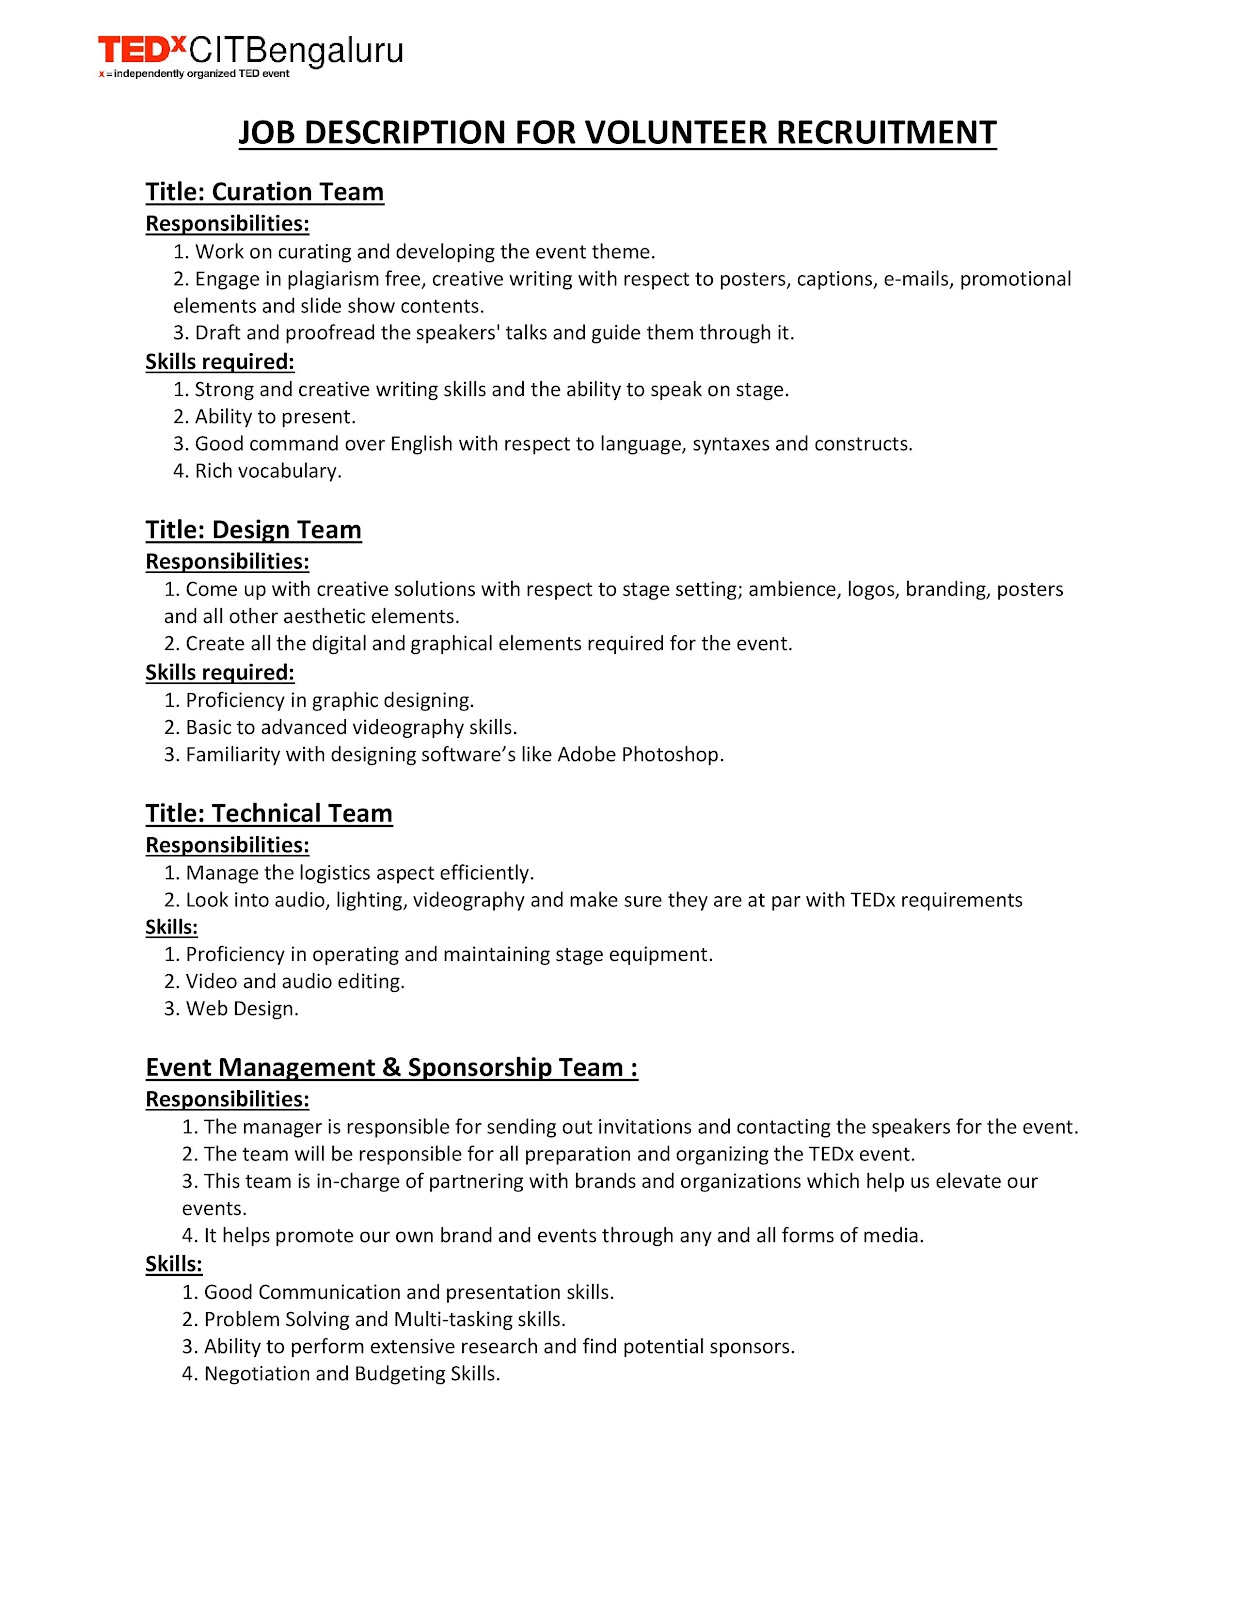 TEDxCITBengaluru
x = independently organized TED event
JOB DESCRIPTION FOR VOLUNTEER RECRUITMENT
Title: Curation Team
Responsibilities:
1. Work on curating and developing the event theme.
2. Engage in plagiarism free, creative writing with respect to posters, captions, e-mails, promotional
elements and slide show contents.
3. Draft and proofread the speakers' talks and guide them through it.
Skills required:
1. Strong and creative writing skills and the ability to speak on stage.
2. Ability to present.
3. Good command over English with respect to language, syntaxes and constructs.
4. Rich vocabulary.
Title: Design Team
Responsibilities:
1. Come up with creative solutions with respect to stage setting; ambience, logos, branding, posters
and all other aesthetic elements.
2. Create all the digital and graphical elements required for the event.
Skills required:
1. Proficiency in graphic designing.
2. Basic to advanced videography skills.
3. Familiarity with designing software’s like Adobe Photoshop.
Title: Technical Team
Responsibilities:
1. Manage the logistics aspect efficiently.
2. Look into audio, lighting, videography and make sure they are at par with TEDx requirements
Skills:
1. Proficiency in operating and maintaining stage equipment.
2. Video and audio editing.
3. Web Design.
Event Management & Sponsorship Team :
Responsibilities:
1. The manager is responsible for sending out invitations and contacting the speakers for the event.
2. The team will be responsible for all preparation and organizing the TEDx event.
3. This team is in-charge of partnering with brands and organizations which help us elevate our
events.
4. It helps promote our own brand and events through any and all forms of media.
Skills:
1. Good Communication and presentation skills.
2. Problem Solving and Multi-tasking skills.
3. Ability to perform extensive research and find potential sponsors.
4. Negotiation and Budgeting Skills.